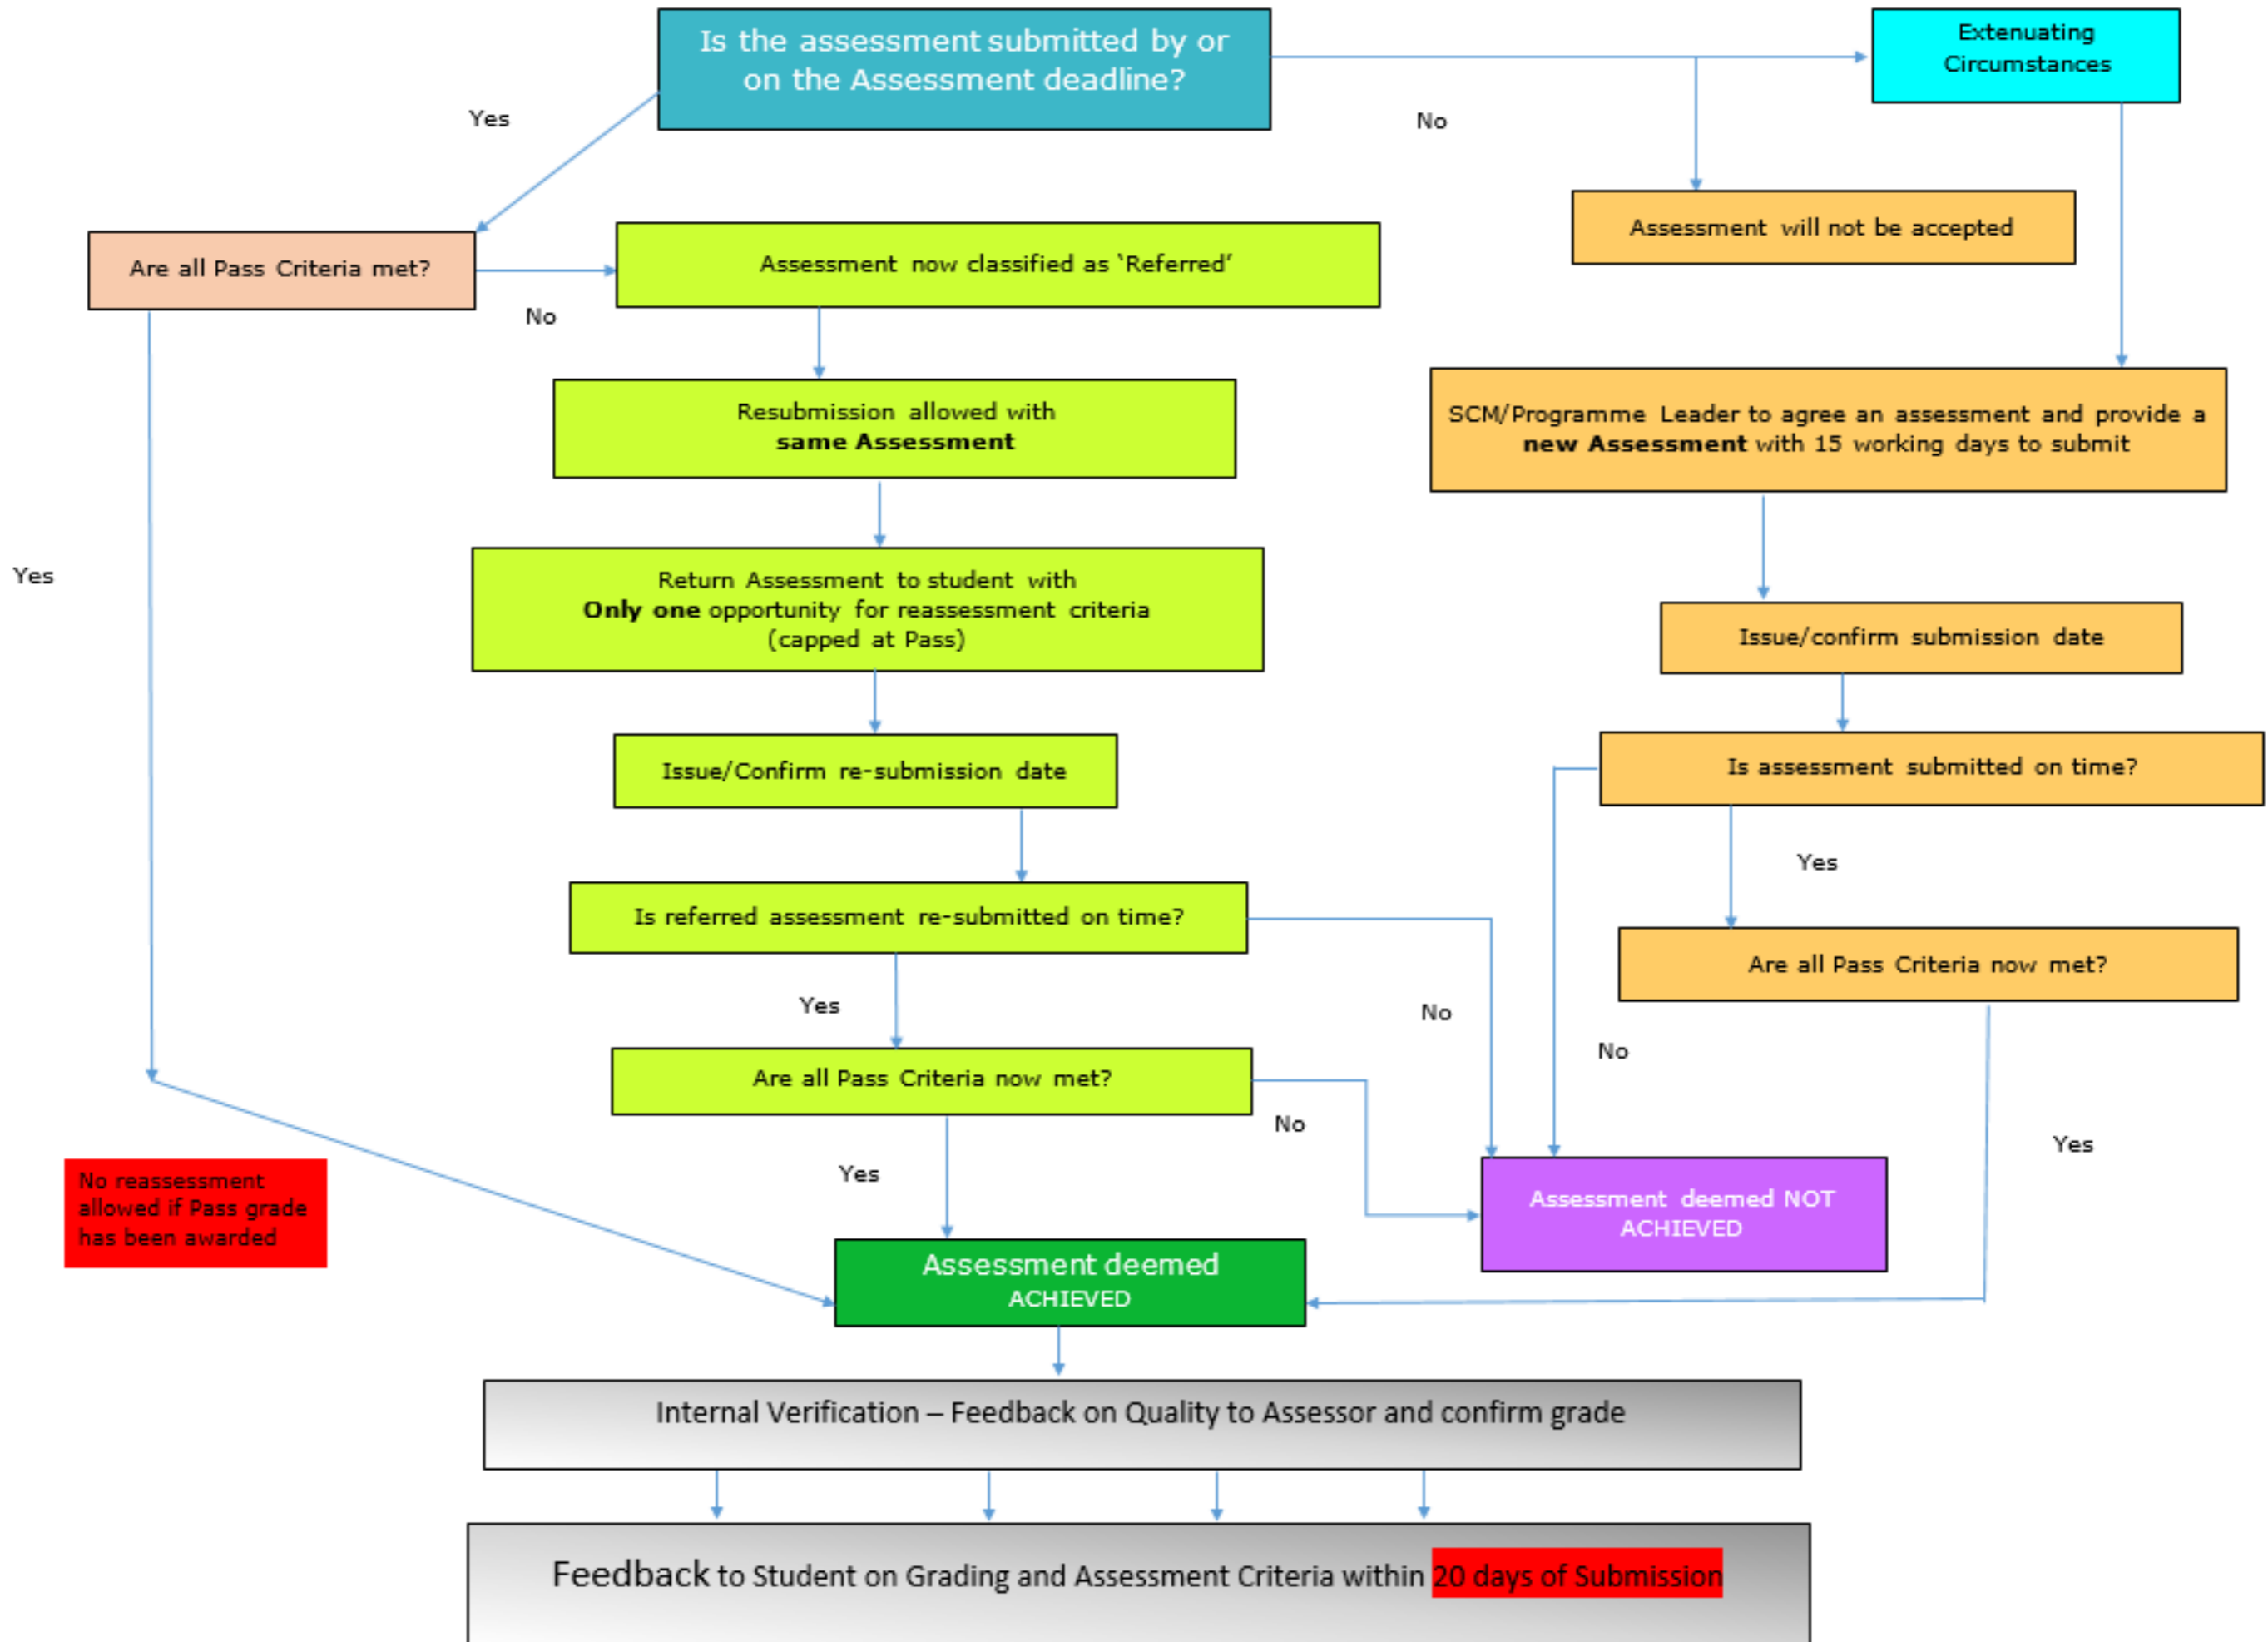 Is the assessment submitted by or
on the Assessment deadline?
Extenuating
Circumstances
Yes
No
Assessment will not be accepted
Are all Pass Criteria met?
Assessment now classified as ‘Referred’
No
Resubmission allowed with
same Assessment
SCM/Programme Leader to agree an assessment and provide a
new Assessment with 15 working days to submit
Yes
Return Assessment to student with
Only one opportunity for reassessment criteria
(capped at Pass)
Issue/confirm submission date
Issue/Confirm re-submission date
Is assessment submitted on time?
Yes
Is referred assessment re-submitted on time?
Are all Pass Criteria now met?
Yes
No
No
Are all Pass Criteria now met?
No
Yes
Yes
No reassessment
allowed if Pass grade
has been awarded
Assessment deemed NOT
ACHIEVED
Assessment deemed
ACHIEVED
Internal Verification – Feedback on Quality to Assessor and confirm grade
Feedback to Student on Grading and Assessment Criteria within 20 days of Submission